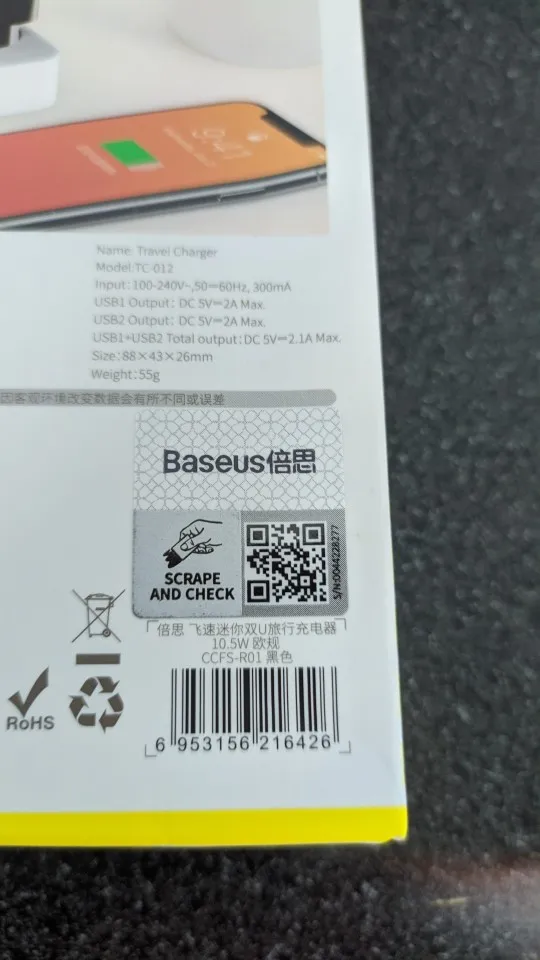 9:41
Name: Travel Charger
Model:TC-012
Input: 100-240V~,50═60Hz, 300mA
USB1 Output: DC 5V═2A Max.
USB2 Output: DC 5V═2A Max.
USB1+USB2 Total output:DC 5V═2.1A Max.
Size:88×43×26mm
Weight:55g
因客观环境改变数据会有所不同或误差
Baseus倍思
SCRAPE
AND CHECK
S/N:0044228277
倍思 飞速迷你双U旅行充电器
10.5W 欧规
CCFS-R01 黑色
RoHS
6 953156 216426